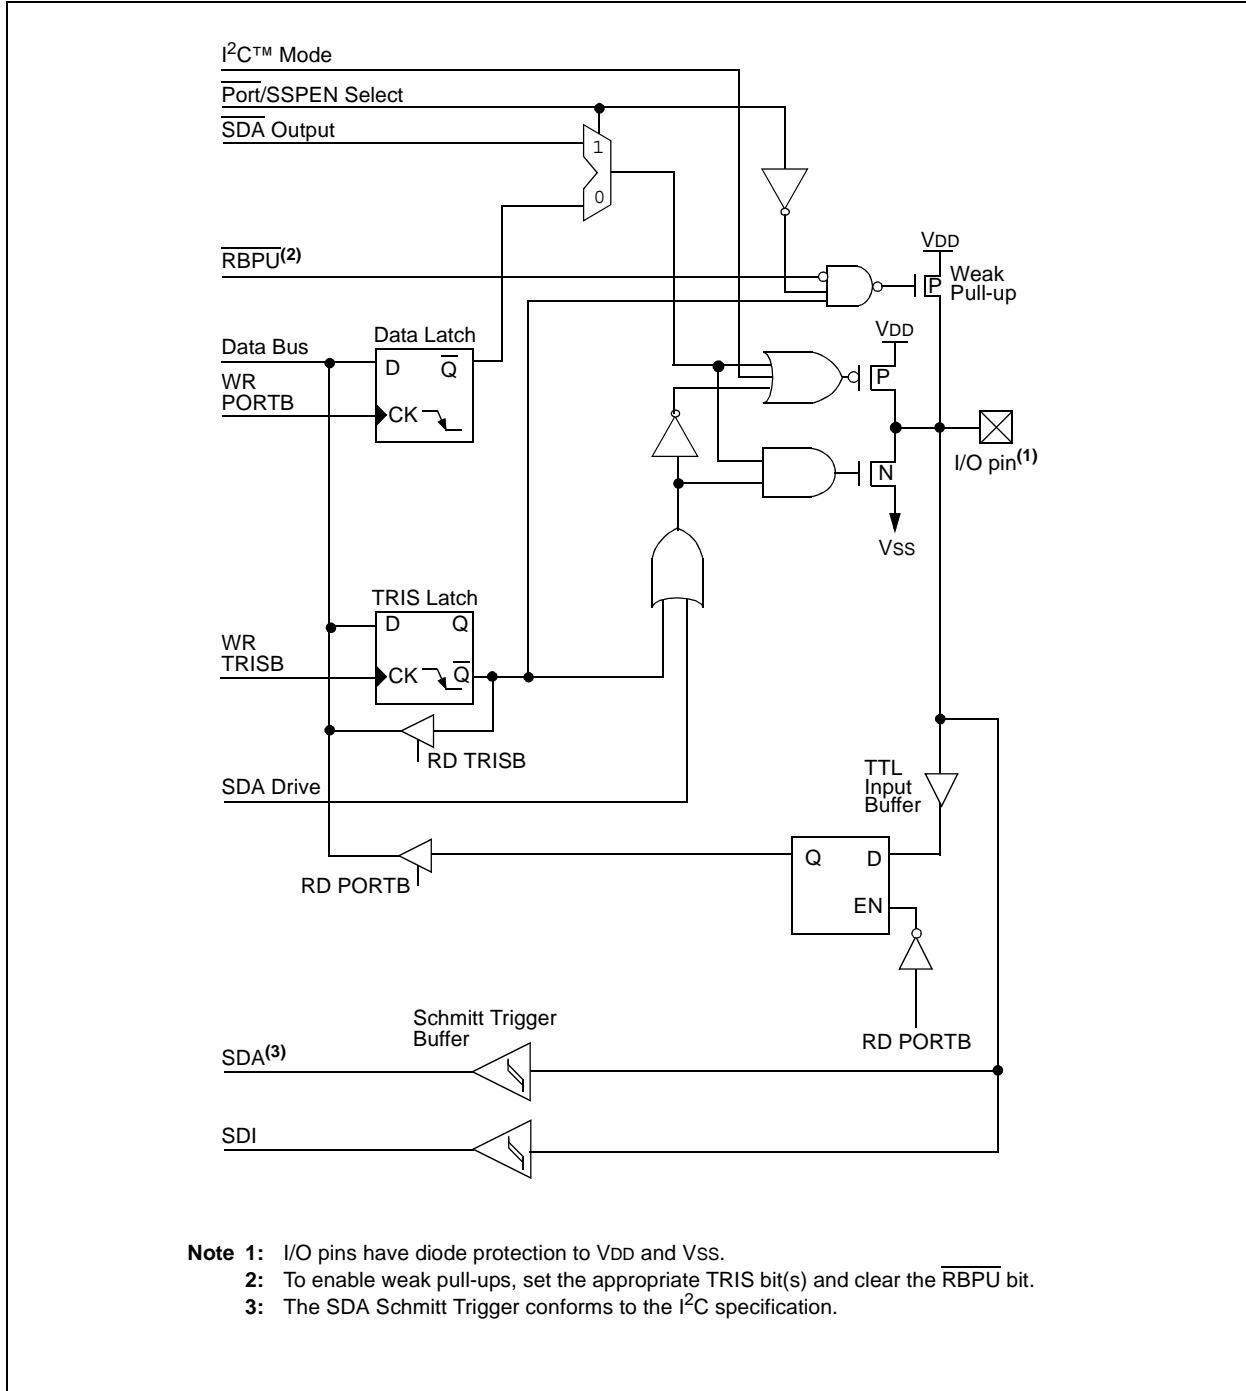 I²C™ Mode
P̅o̅r̅t̅/SSPEN Select
S̅D̅A̅ Output
1
0
R̅B̅P̅U̅(2)
VDD
Weak
Pull-up
P
VDD
P
Data Latch
Data Bus
D
Q̅
WR
PORTB
CK
I/O pin(1)
N
VSS
TRIS Latch
D
Q
WR
TRISB
CK
Q̅
RD TRISB
SDA Drive
TTL
Input
Buffer
Q
D
RD PORTB
EN
Schmitt Trigger
Buffer
RD PORTB
SDA(3)
SDI
Note 1: I/O pins have diode protection to VDD and VSS.
2: To enable weak pull-ups, set the appropriate TRIS bit(s) and clear the R̅B̅P̅U̅ bit.
3: The SDA Schmitt Trigger conforms to the I²C specification.